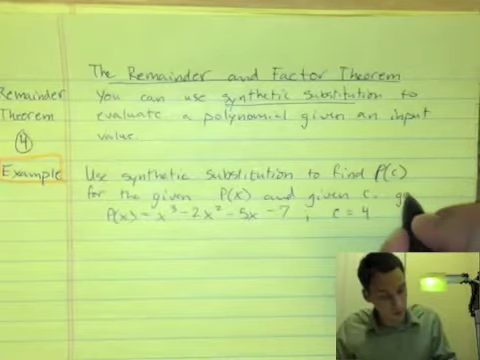 The Remainder and Factor Theorem
Remainder
Theorem
4
You can use synthetic substitution to
evaluate a polynomial given an input
value.
Example
Use synthetic substitution to find P(c)
for the given P(x) and given c.
P(x) = x³ - 2x² - 5x - 7 ; c = 4